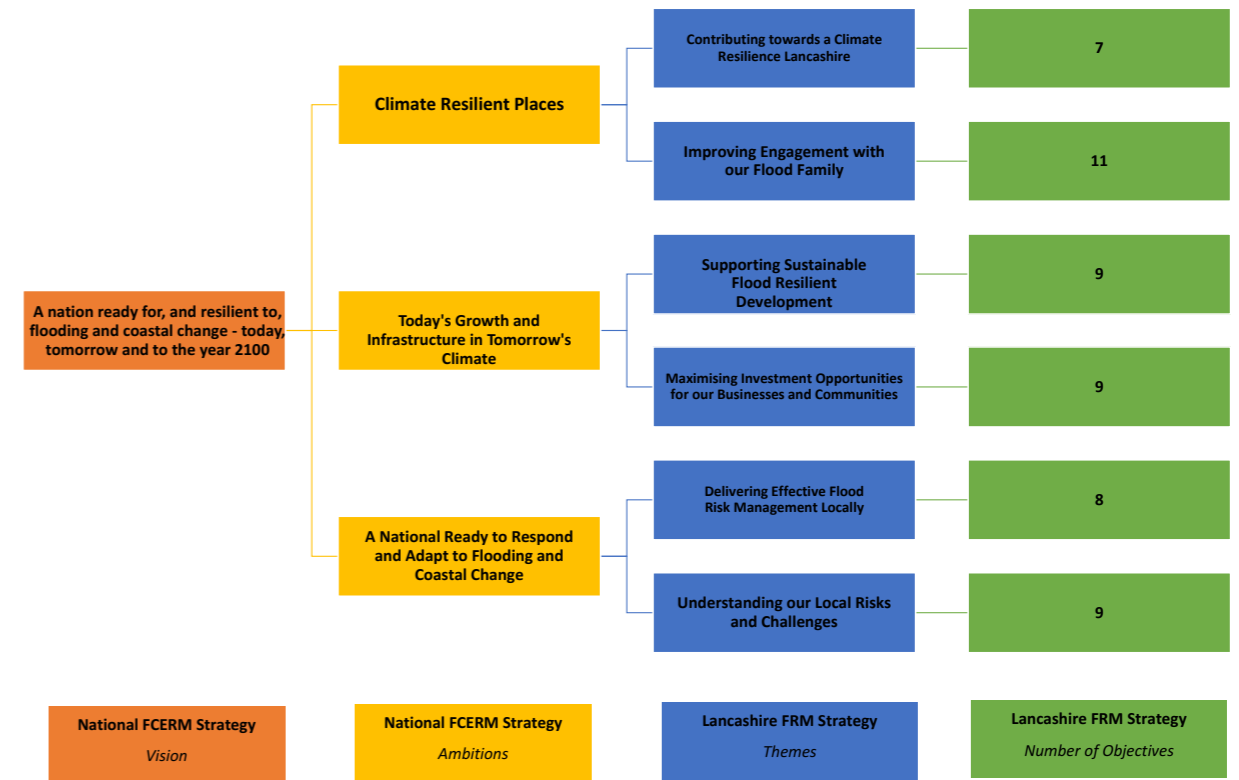 Contributing towards a Climate
Resilience Lancashire
7
Climate Resilient Places
Improving Engagement with
our Flood Family
11
Supporting Sustainable
Flood Resilient
Development
9
A nation ready for, and resilient to,
flooding and coastal change - today,
tomorrow and to the year 2100
Today's Growth and
Infrastructure in Tomorrow's
Climate
Maximising Investment Opportunities
for our Businesses and Communities
9
Delivering Effective Flood
Risk Management Locally
8
A National Ready to Respond
and Adapt to Flooding and
Coastal Change
Understanding our Local Risks
and Challenges
9
National FCERM Strategy
Vision
National FCERM Strategy
Ambitions
Lancashire FRM Strategy
Themes
Lancashire FRM Strategy
Number of Objectives